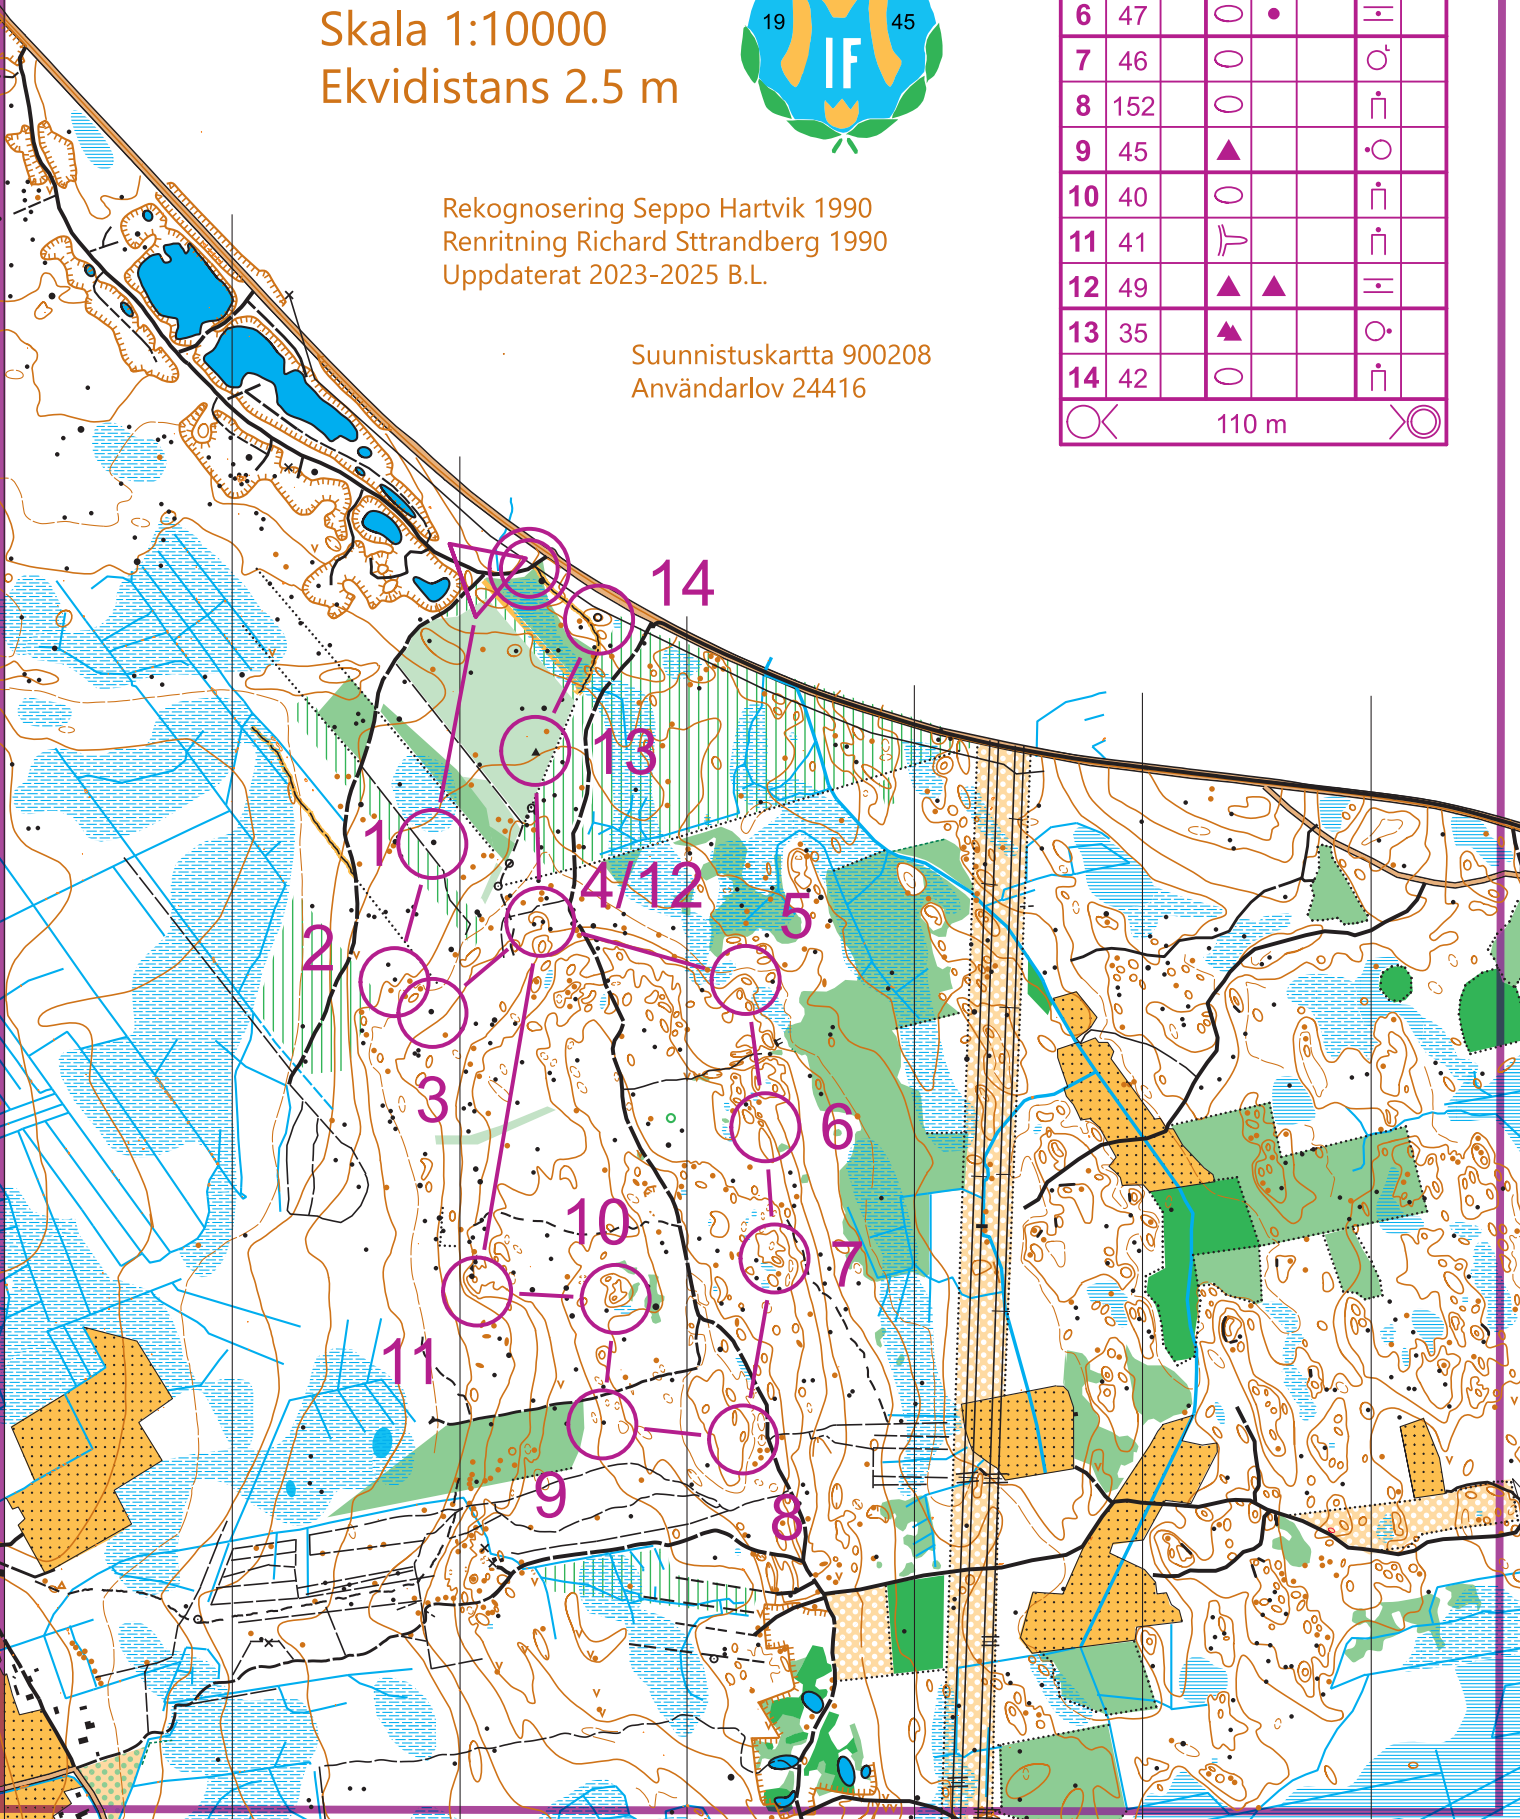 Skala 1:10000
Ekvidistans 2.5 m
19 45
IF
Rekognosering Seppo Hartvik 1990
Renritning Richard Sttrandberg 1990
Uppdaterat 2023-2025 B.L.
Suunnistuskartta 900208
Användarlov 24416
6 47
7 46
8 152
9 45
10 40
11 41
12 49
13 35
14 42
110 m
14
13
1
4/12
5
2
3
6
10
7
11
9
8